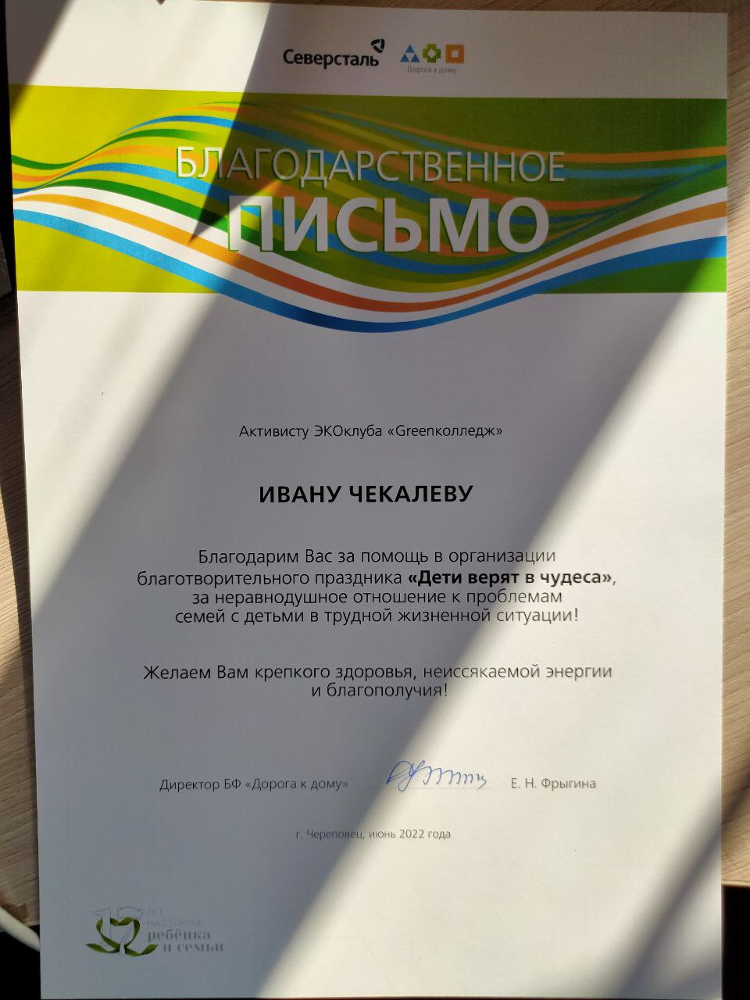 Северсталь
Дорога к дому
БЛАГОДАРСТВЕННОЕ
ПИСЬМО
Активисту ЭКОклуба «Greenколледж»
ИВАНУ ЧЕКАЛЕВУ
Благодарим Вас за помощь в организации
благотворительного праздника «Дети верят в чудеса»,
за неравнодушное отношение к проблемам
семей с детьми в трудной жизненной ситуации!
Желаем Вам крепкого здоровья, неиссякаемой энергии
и благополучия!
Директор БФ «Дорога к дому» Е. Н. Фрыгина
г. Череповец, июнь 2022 года
17 ЛЕТ
НА СТОРОНЕ
ребёнка
и семьи